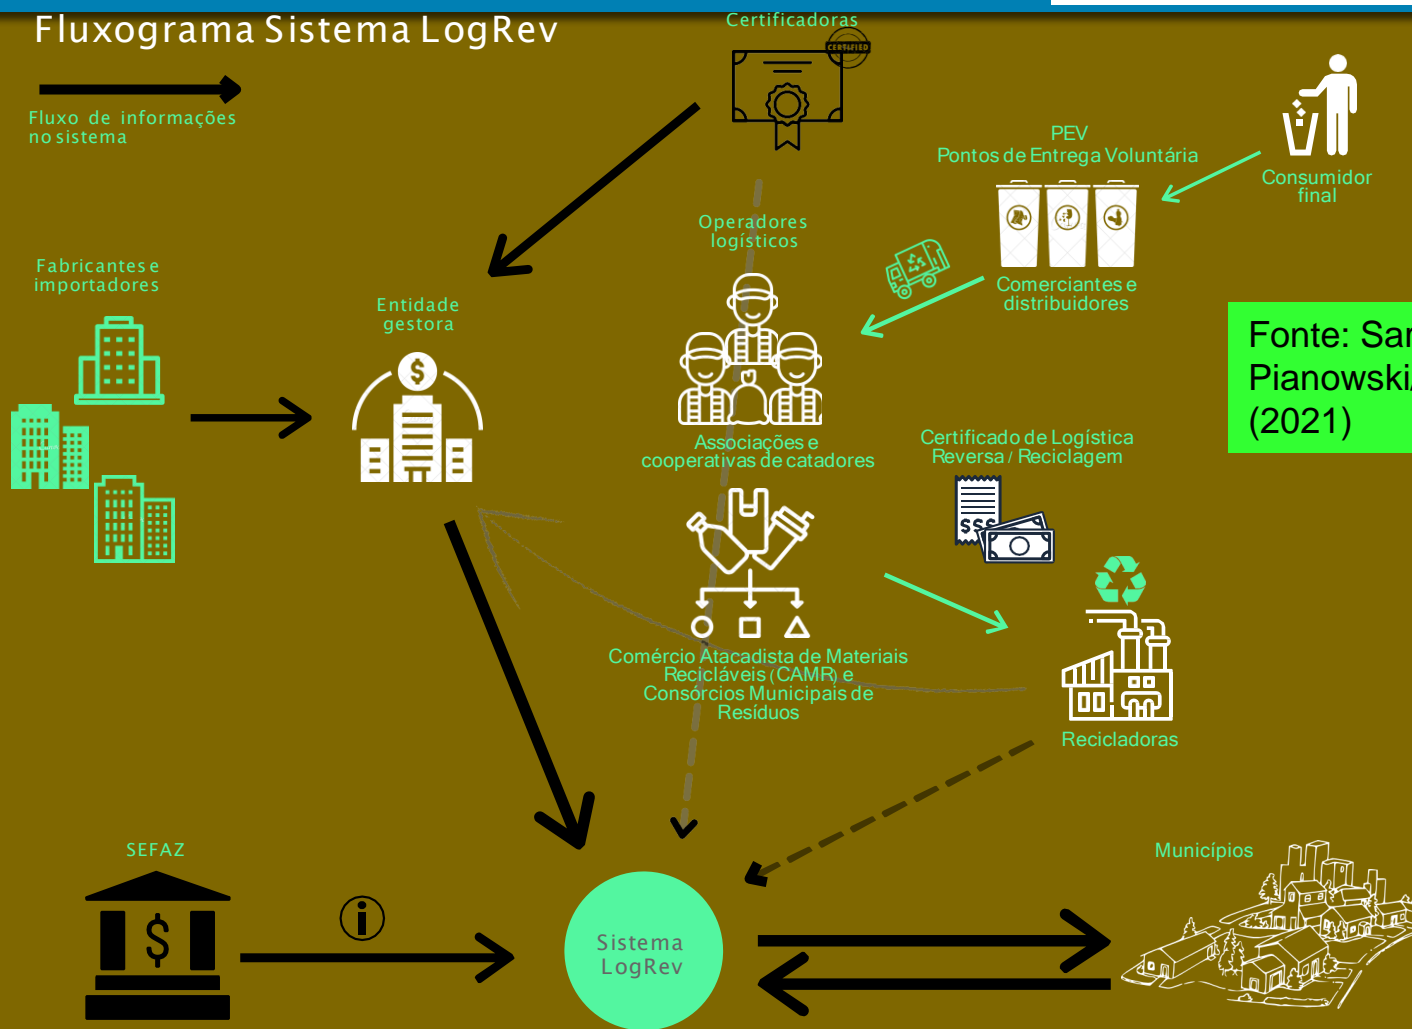 Fluxograma Sistema LogRev
Fluxo de informações
no sistema
Certificadoras
CERTIFIED
PEV
Pontos de Entrega Voluntária
Consumidor
final
Operadores
logísticos
Comerciantes e
distribuidores
Fabricantes e
importadores
Entidade
gestora
$
Fonte:
Pianowski/
(2021)
Associações e
cooperativas de catadores
Certificado de Logística
Reversa / Reciclagem
$$$
Comércio Atacadista de Materiais
Recicláveis (CAMR) e
Consórcios Municipais de
Resíduos
Recicladoras
SEFAZ
$
i
Sistema
LogRev
Municípios